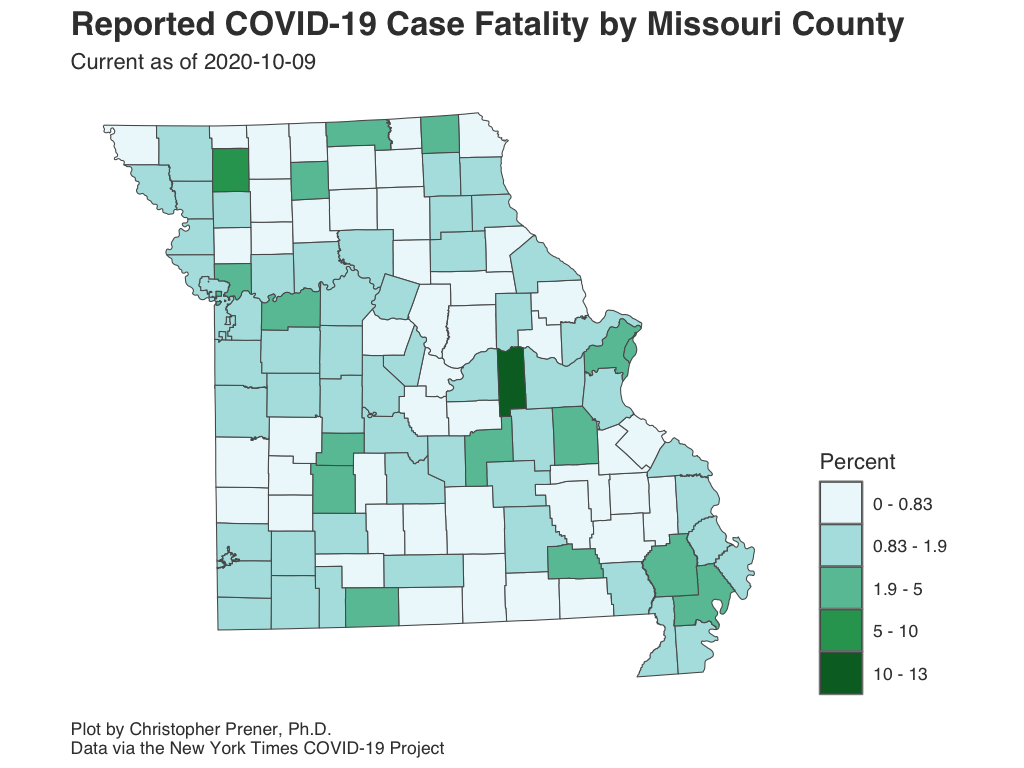 Reported COVID-19 Case Fatality by Missouri County
Current as of 2020-10-09
Percent
0 - 0.83
0.83 - 1.9
1.9 - 5
5 - 10
10 - 13
Plot by Christopher Prener, Ph.D.
Data via the New York Times COVID-19 Project